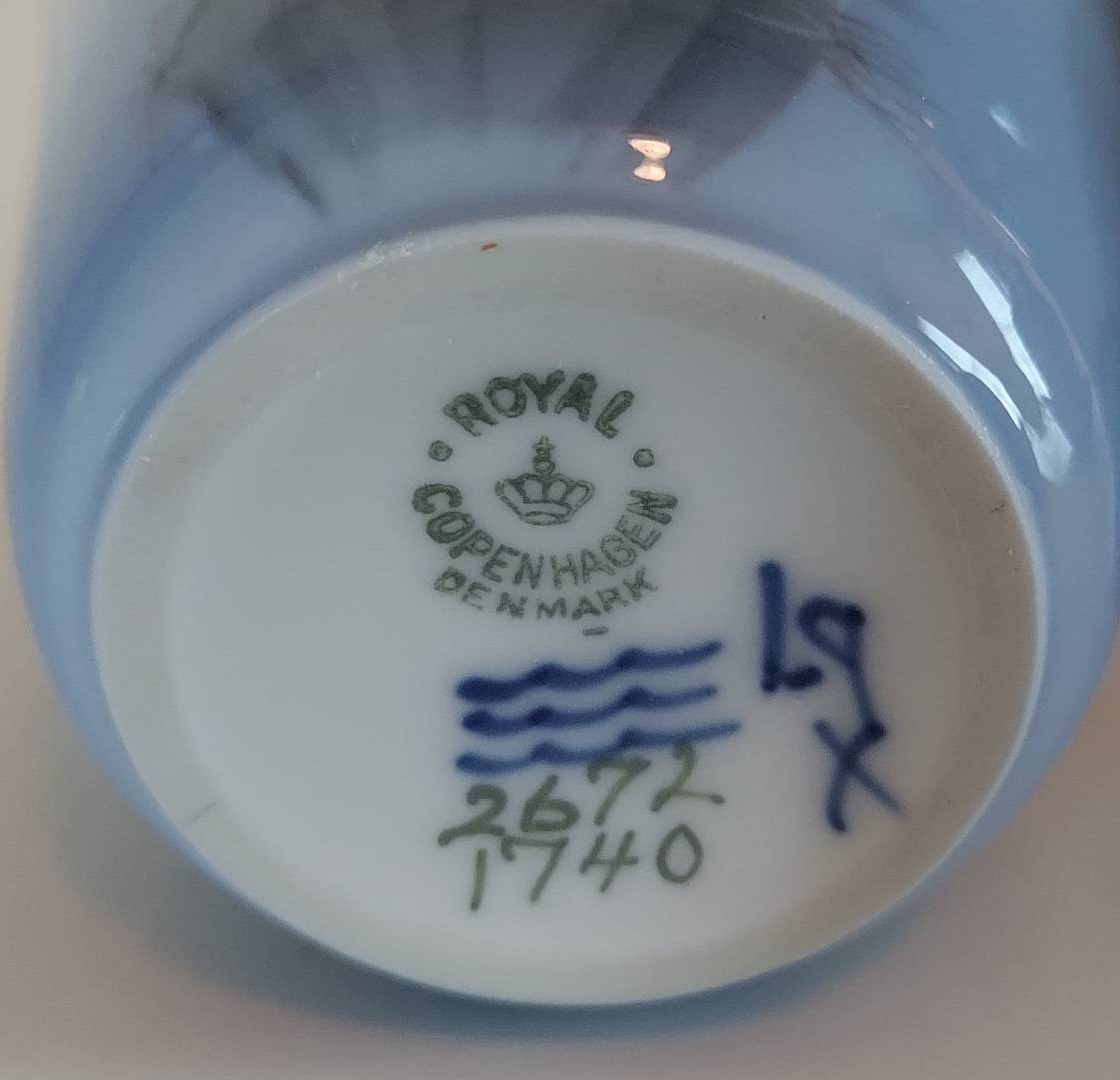 ROYAL
COPENHAGEN
DENMARK
2672
1740